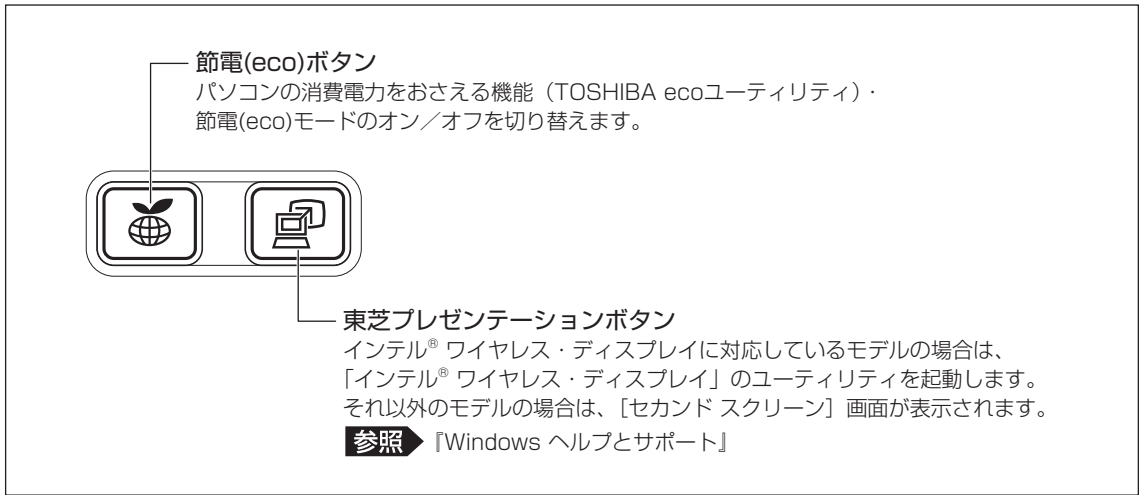 節電(eco)ボタン
パソコンの消費電力をおさえる機能（TOSHIBA ecoユーティリティ）・
節電(eco)モードのオン／オフを切り替えます。
東芝プレゼンテーションボタン
インテル® ワイヤレス・ディスプレイに対応しているモデルの場合は、
「インテル® ワイヤレス・ディスプレイ」のユーティリティを起動します。
それ以外のモデルの場合は、［セカンド スクリーン］画面が表示されます。
参照 『Windows ヘルプとサポート』